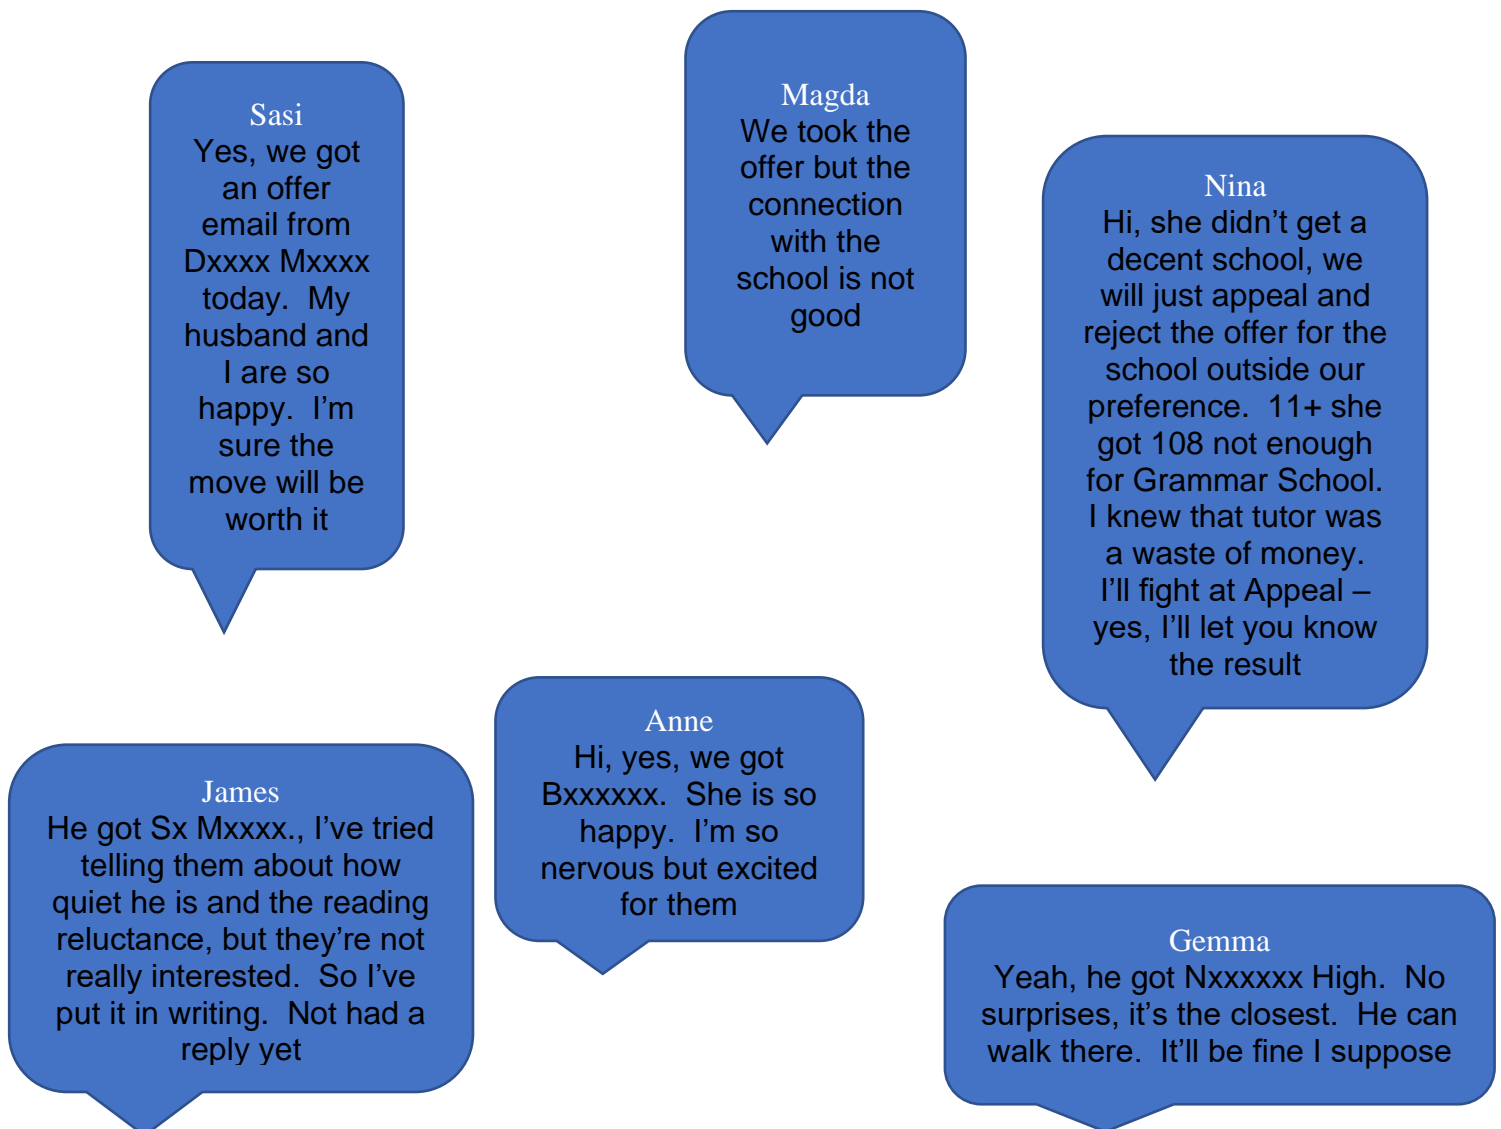 Sasi
Yes, we got
an offer
email from
Dxxxx Mxxxx
today.  My
husband and
I are so
happy.  I'm
sure the
move will be
worth it
Magda
We took the
offer but the
connection
with the
school is not
good
Nina
Hi, she didn’t get a
decent school, we
will just appeal and
reject the offer for the
school outside our
preference.  11+ she
got 108 not enough
for Grammar School.
I knew that tutor was
a waste of money.
I’ll fight at Appeal –
yes, I’ll let you know
the result
James
He got Sx Mxxxx., I’ve tried
telling them about how
quiet he is and the reading
reluctance, but they’re not
really interested.  So I’ve
put it in writing.  Not had a
reply yet
Anne
Hi, yes, we got
Bxxxxxx.  She is so
happy.  I’m so
nervous but excited
for them
Gemma
Yeah, he got Nxxxxxx High.  No
surprises, it’s the closest.  He can
walk there.  It’ll be fine I suppose